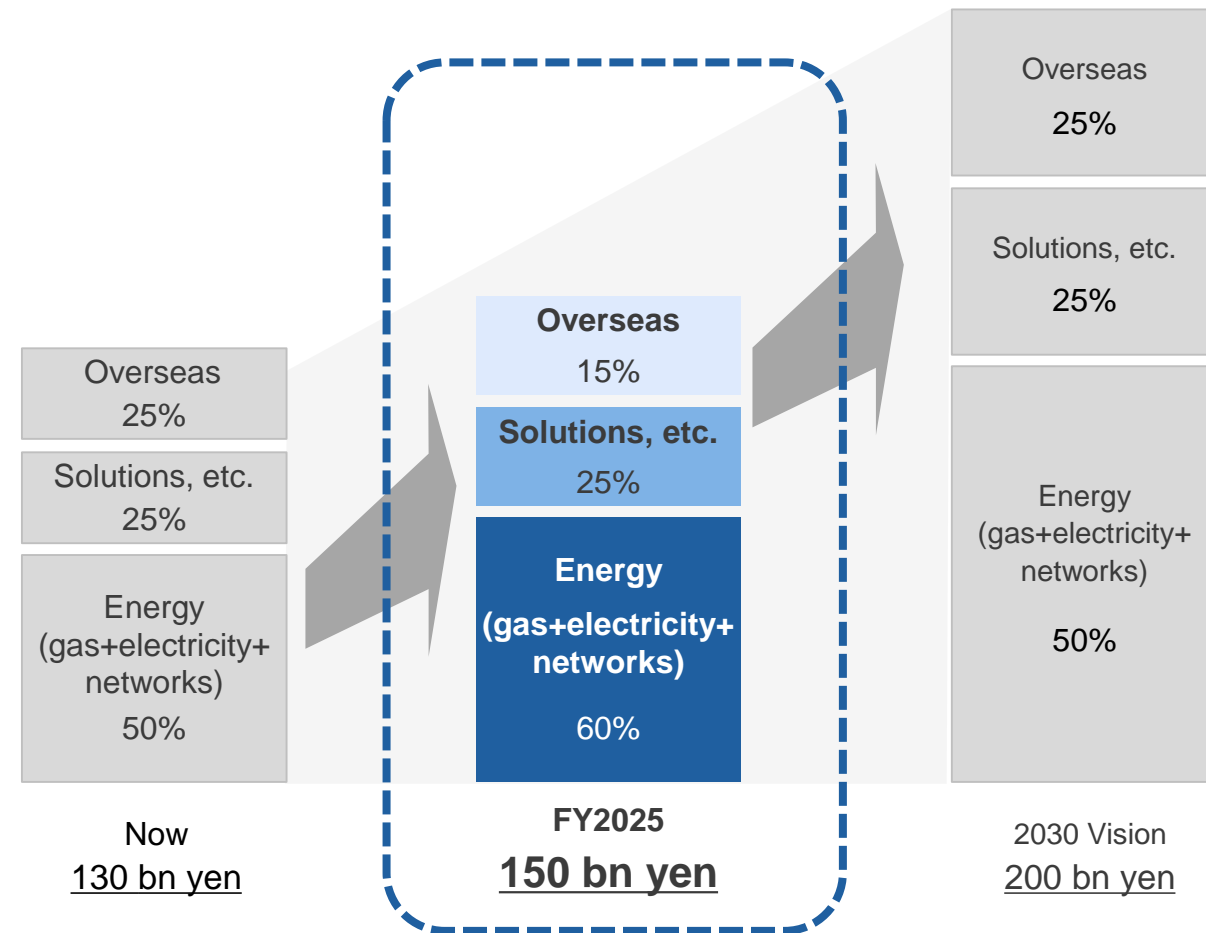 Overseas
25%
Solutions, etc.
25%
Energy
(gas+electricity+
networks)
50%
Now
130 bn yen
Overseas
15%
Solutions, etc.
25%
Energy
(gas+electricity+
networks)
60%
FY2025
150 bn yen
Overseas
25%
Solutions, etc.
25%
Energy
(gas+electricity+
networks)
50%
2030 Vision
200 bn yen